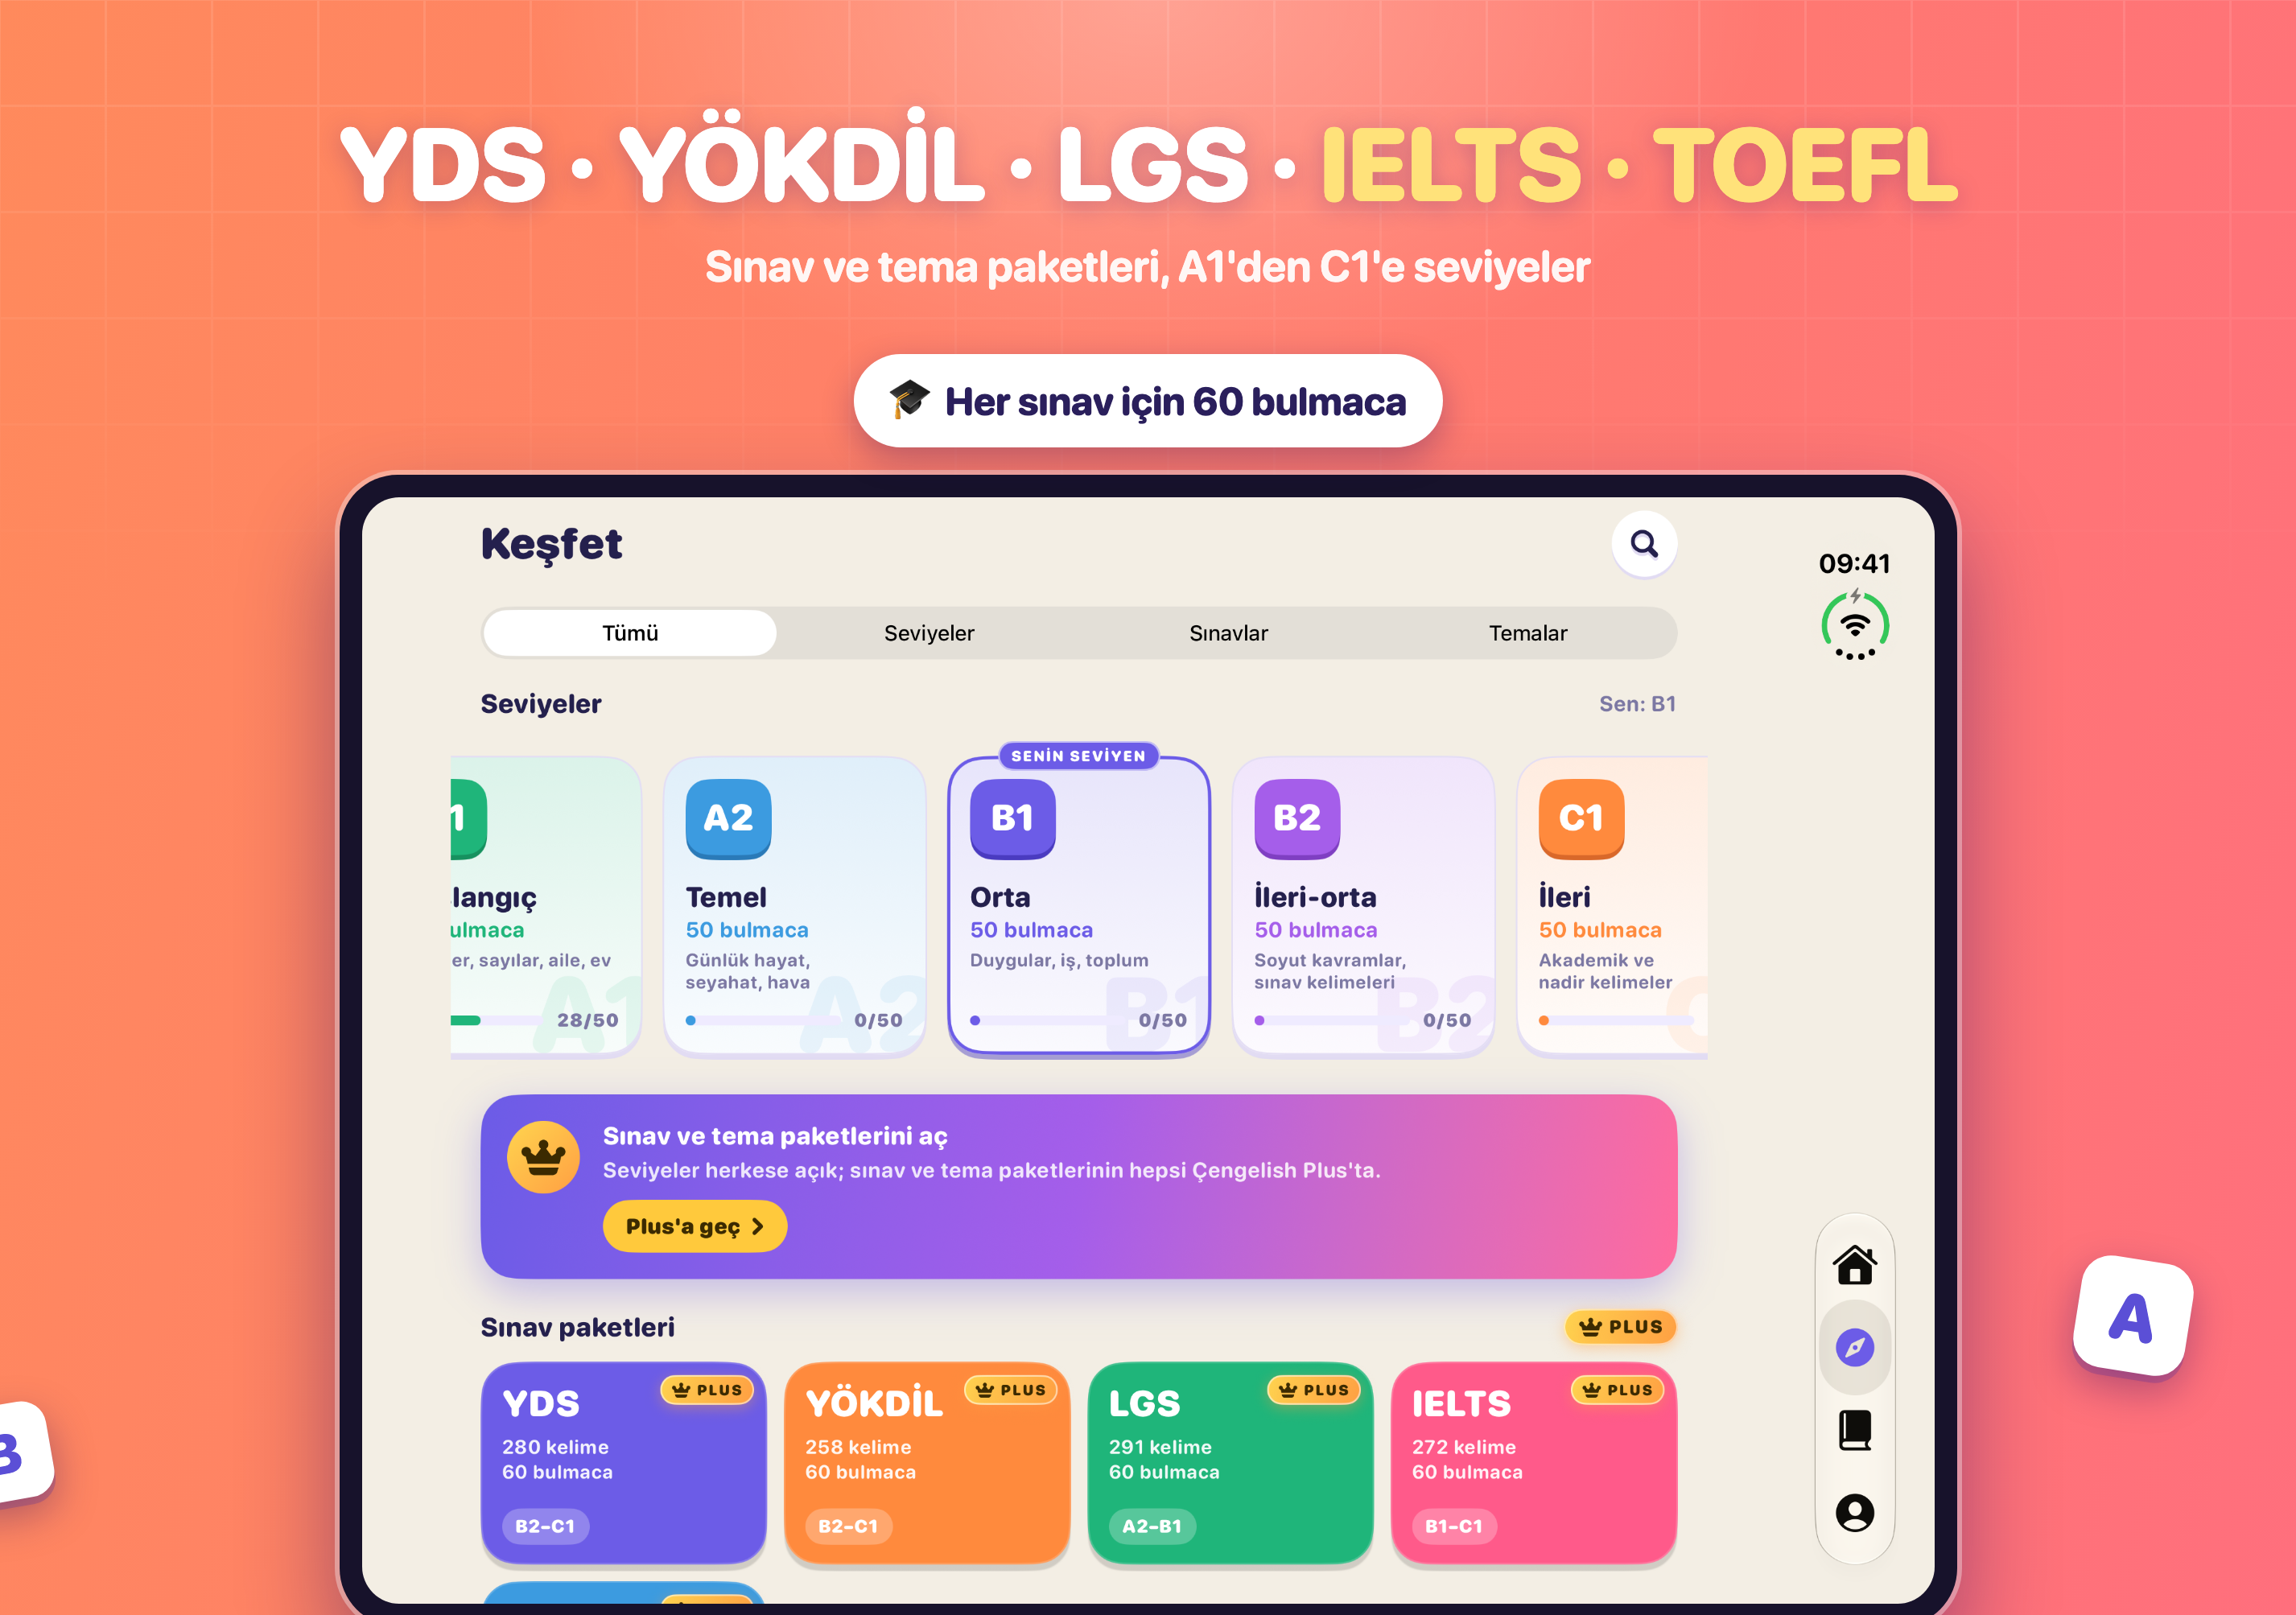 YDS · YÖKDİL · LGS · IELTS · TOEFL
Sınav ve tema paketleri, A1'den C1'e seviyeler
🎓 Her sınav için 60 bulmaca
Keşfet
09:41
Tümü
Seviyeler
Sınavlar
Temalar
Seviyeler
Sen: B1
A1
28/50
A2
Temel
50 bulmaca
Günlük hayat,
seyahat, hava
A2
0/50
SENİN SEVİYEN
B1
Orta
50 bulmaca
Duygular, iş, toplum
B1
0/50
B2
İleri-orta
50 bulmaca
Soyut kavramlar,
sınav kelimeleri
B2
0/50
C1
İleri
50 bulmaca
Akademik ve
nadir kelimeler
sayılar, aile, ev
Sınav ve tema paketlerini aç
Seviyeler herkese açık; sınav ve tema paketlerinin hepsi Çengelish Plus'ta.
Plus'a geç
Sınav paketleri
PLUS
YDS
PLUS
280 kelime
60 bulmaca
B2–C1
YÖKDİL
PLUS
258 kelime
60 bulmaca
B2–C1
LGS
PLUS
291 kelime
60 bulmaca
A2–B1
IELTS
PLUS
272 kelime
60 bulmaca
B1–C1
A
B